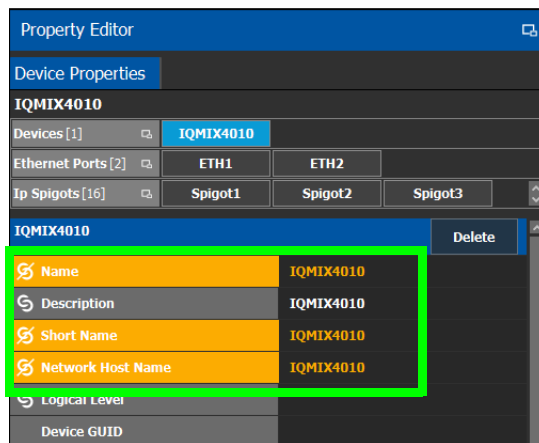 Property Editor
Device Properties
IQMIX4010
Devices [1] IQMIX4010
Ethernet Ports [2] ETH1 ETH2
Ip Spigots [16] Spigot1 Spigot2 Spigot3
IQMIX4010 Delete
Name IQMIX4010
Description IQMIX4010
Short Name IQMIX4010
Network Host Name IQMIX4010
Logical Level
Device GUID